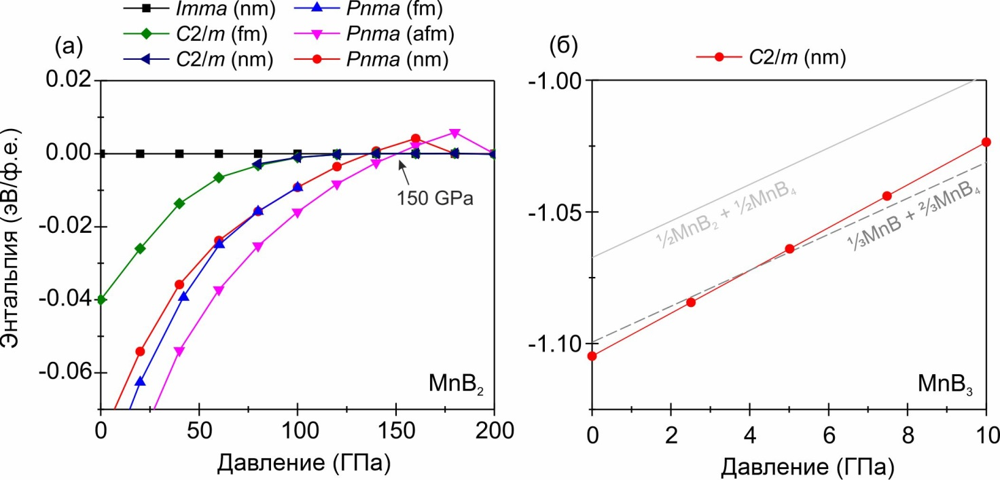 (а)
Imma (nm)
C2/m (fm)
C2/m (nm)
Pnma (fm)
Pnma (afm)
Pnma (nm)
Энтальпия (эВ/ф.е.)
0.02
0.00
-0.02
-0.04
-0.06
150 GPa
MnB₂
0 50 100 150 200
Давление (ГПа)
(б)
C2/m (nm)
-1.00
-1.05
-1.10
½MnB₂ + ½MnB₄
⅓MnB + ⅔MnB₄
MnB₃
0 2 4 6 8 10
Давление (ГПа)